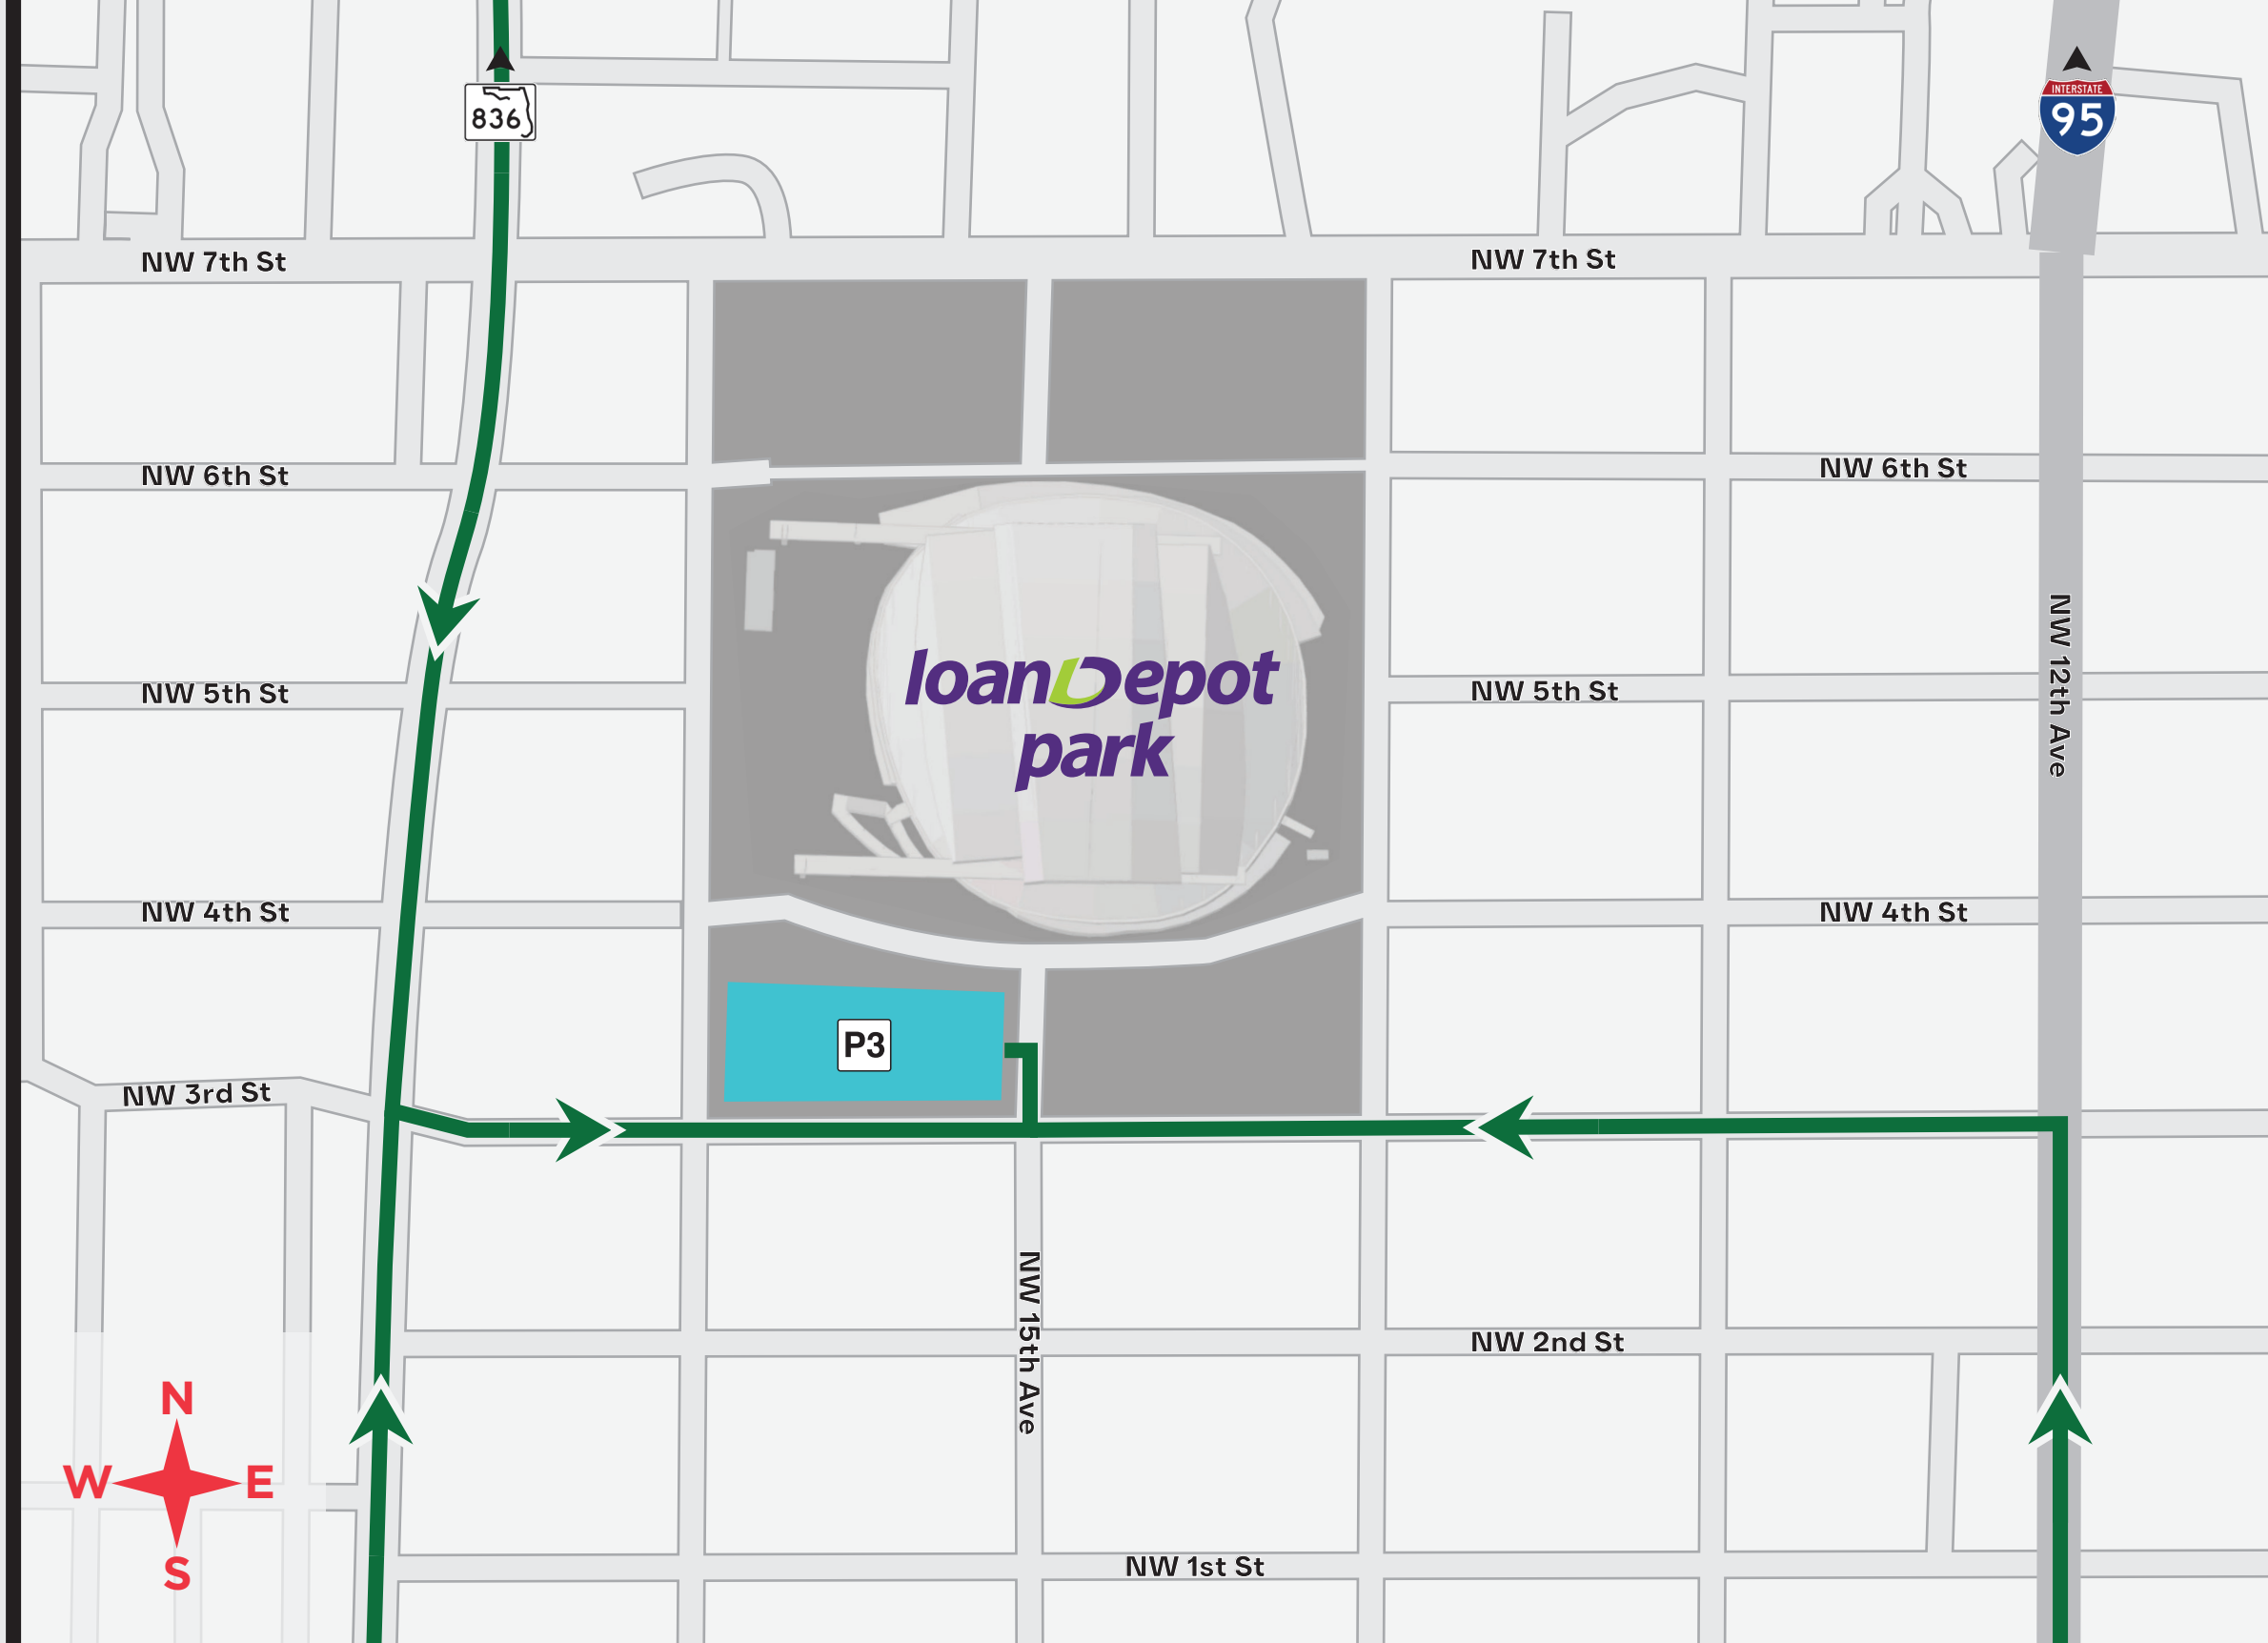 836
INTERSTATE
95
NW 7th St
NW 7th St
NW 6th St
NW 6th St
NW 5th St
loanDepot
park
NW 5th St
NW 12th Ave
NW 4th St
NW 4th St
P3
NW 3rd St
NW 15th Ave
NW 2nd St
N
W
E
S
NW 1st St